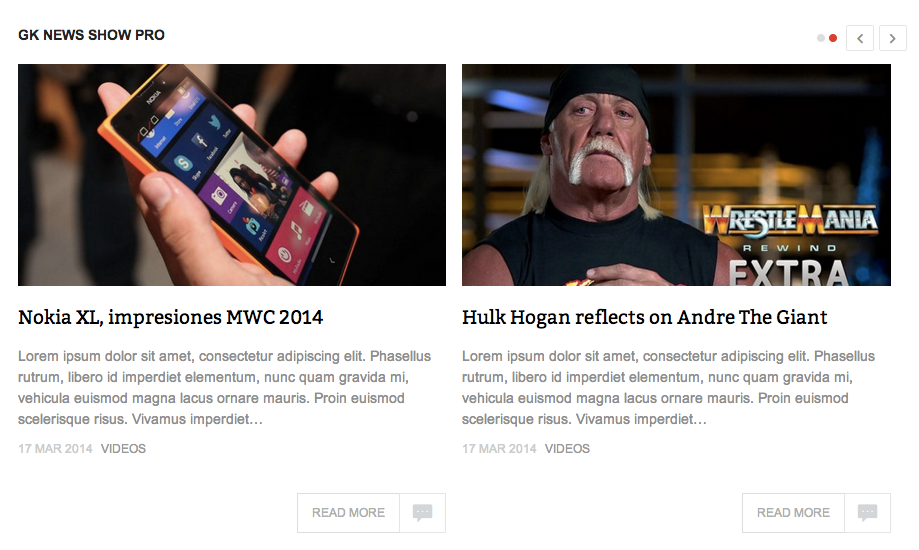 GK NEWS SHOW PRO
NOKIA
Internet
Store
Skype
Facebook
Twitter
Camera
WRESTLEMANIA
REWIND
EXTRA
Nokia XL, impresiones MWC 2014
Hulk Hogan reflects on Andre The Giant
Lorem ipsum dolor sit amet, consectetur adipiscing elit. Phasellus
rutrum, libero id imperdiet elementum, nunc quam gravida mi,
vehicula euismod magna lacus ornare mauris. Proin euismod
scelerisque risus. Vivamus imperdiet…
17 MAR 2014 VIDEOS
READ MORE
Lorem ipsum dolor sit amet, consectetur adipiscing elit. Phasellus
rutrum, libero id imperdiet elementum, nunc quam gravida mi,
vehicula euismod magna lacus ornare mauris. Proin euismod
scelerisque risus. Vivamus imperdiet…
17 MAR 2014 VIDEOS
READ MORE